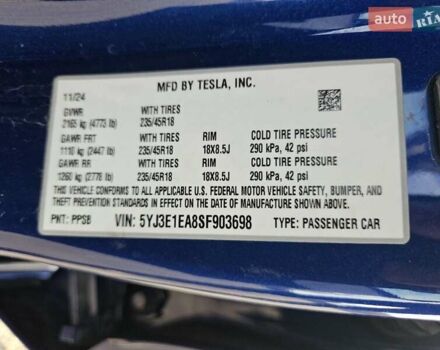 AUTO
RIA
MFD BY TESLA, INC.
11/24
GVWR WITH TIRES
2165 kg (4773 lb) 235/45R18
GAWR FRT WITH TIRES RIM COLD TIRE PRESSURE
1110 kg (2447 lb) 235/45R18 18X8.5J 290 kPa, 42 psi
GAWR RR WITH TIRES RIM COLD TIRE PRESSURE
1260 kg (2778 lb) 235/45R18 18X8.5J 290 kPa, 42 psi
THIS VEHICLE CONFORMS TO ALL APPLICABLE U.S. FEDERAL MOTOR VEHICLE SAFETY, BUMPER, AND
THEFT PREVENTION STANDARDS IN EFFECT ON THE DATE OF MANUFACTURE SHOWN ABOVE.
PNT: PPSB VIN: 5YJ3E1EA8SF903698 TYPE: PASSENGER CAR